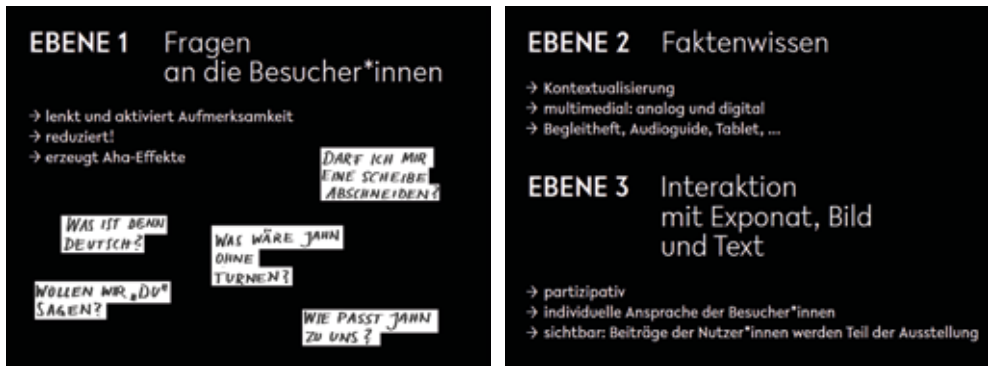 EBENE 1 Fragen
an die Besucher*innen
→ lenkt und aktiviert Aufmerksamkeit
→ reduziert!
→ erzeugt Aha-Effekte
DARF ICH MIR
EINE SCHEIBE
ABSCHNEIDEN?
WAS IST DENN
DEUTSCH?
WAS WÄRE JAHN
OHNE
TURNEN?
WOLLEN WIR „DU“
SAGEN?
WIE PASST JAHN
ZU UNS?
EBENE 2 Faktenwissen
→ Kontextualisierung
→ multimedial: analog und digital
→ Begleitheft, Audioguide, Tablet, ...
EBENE 3 Interaktion
mit Exponat, Bild
und Text
→ partizipativ
→ individuelle Ansprache der Besucher*innen
→ sichtbar: Beiträge der Nutzer*innen werden Teil der Ausstellung